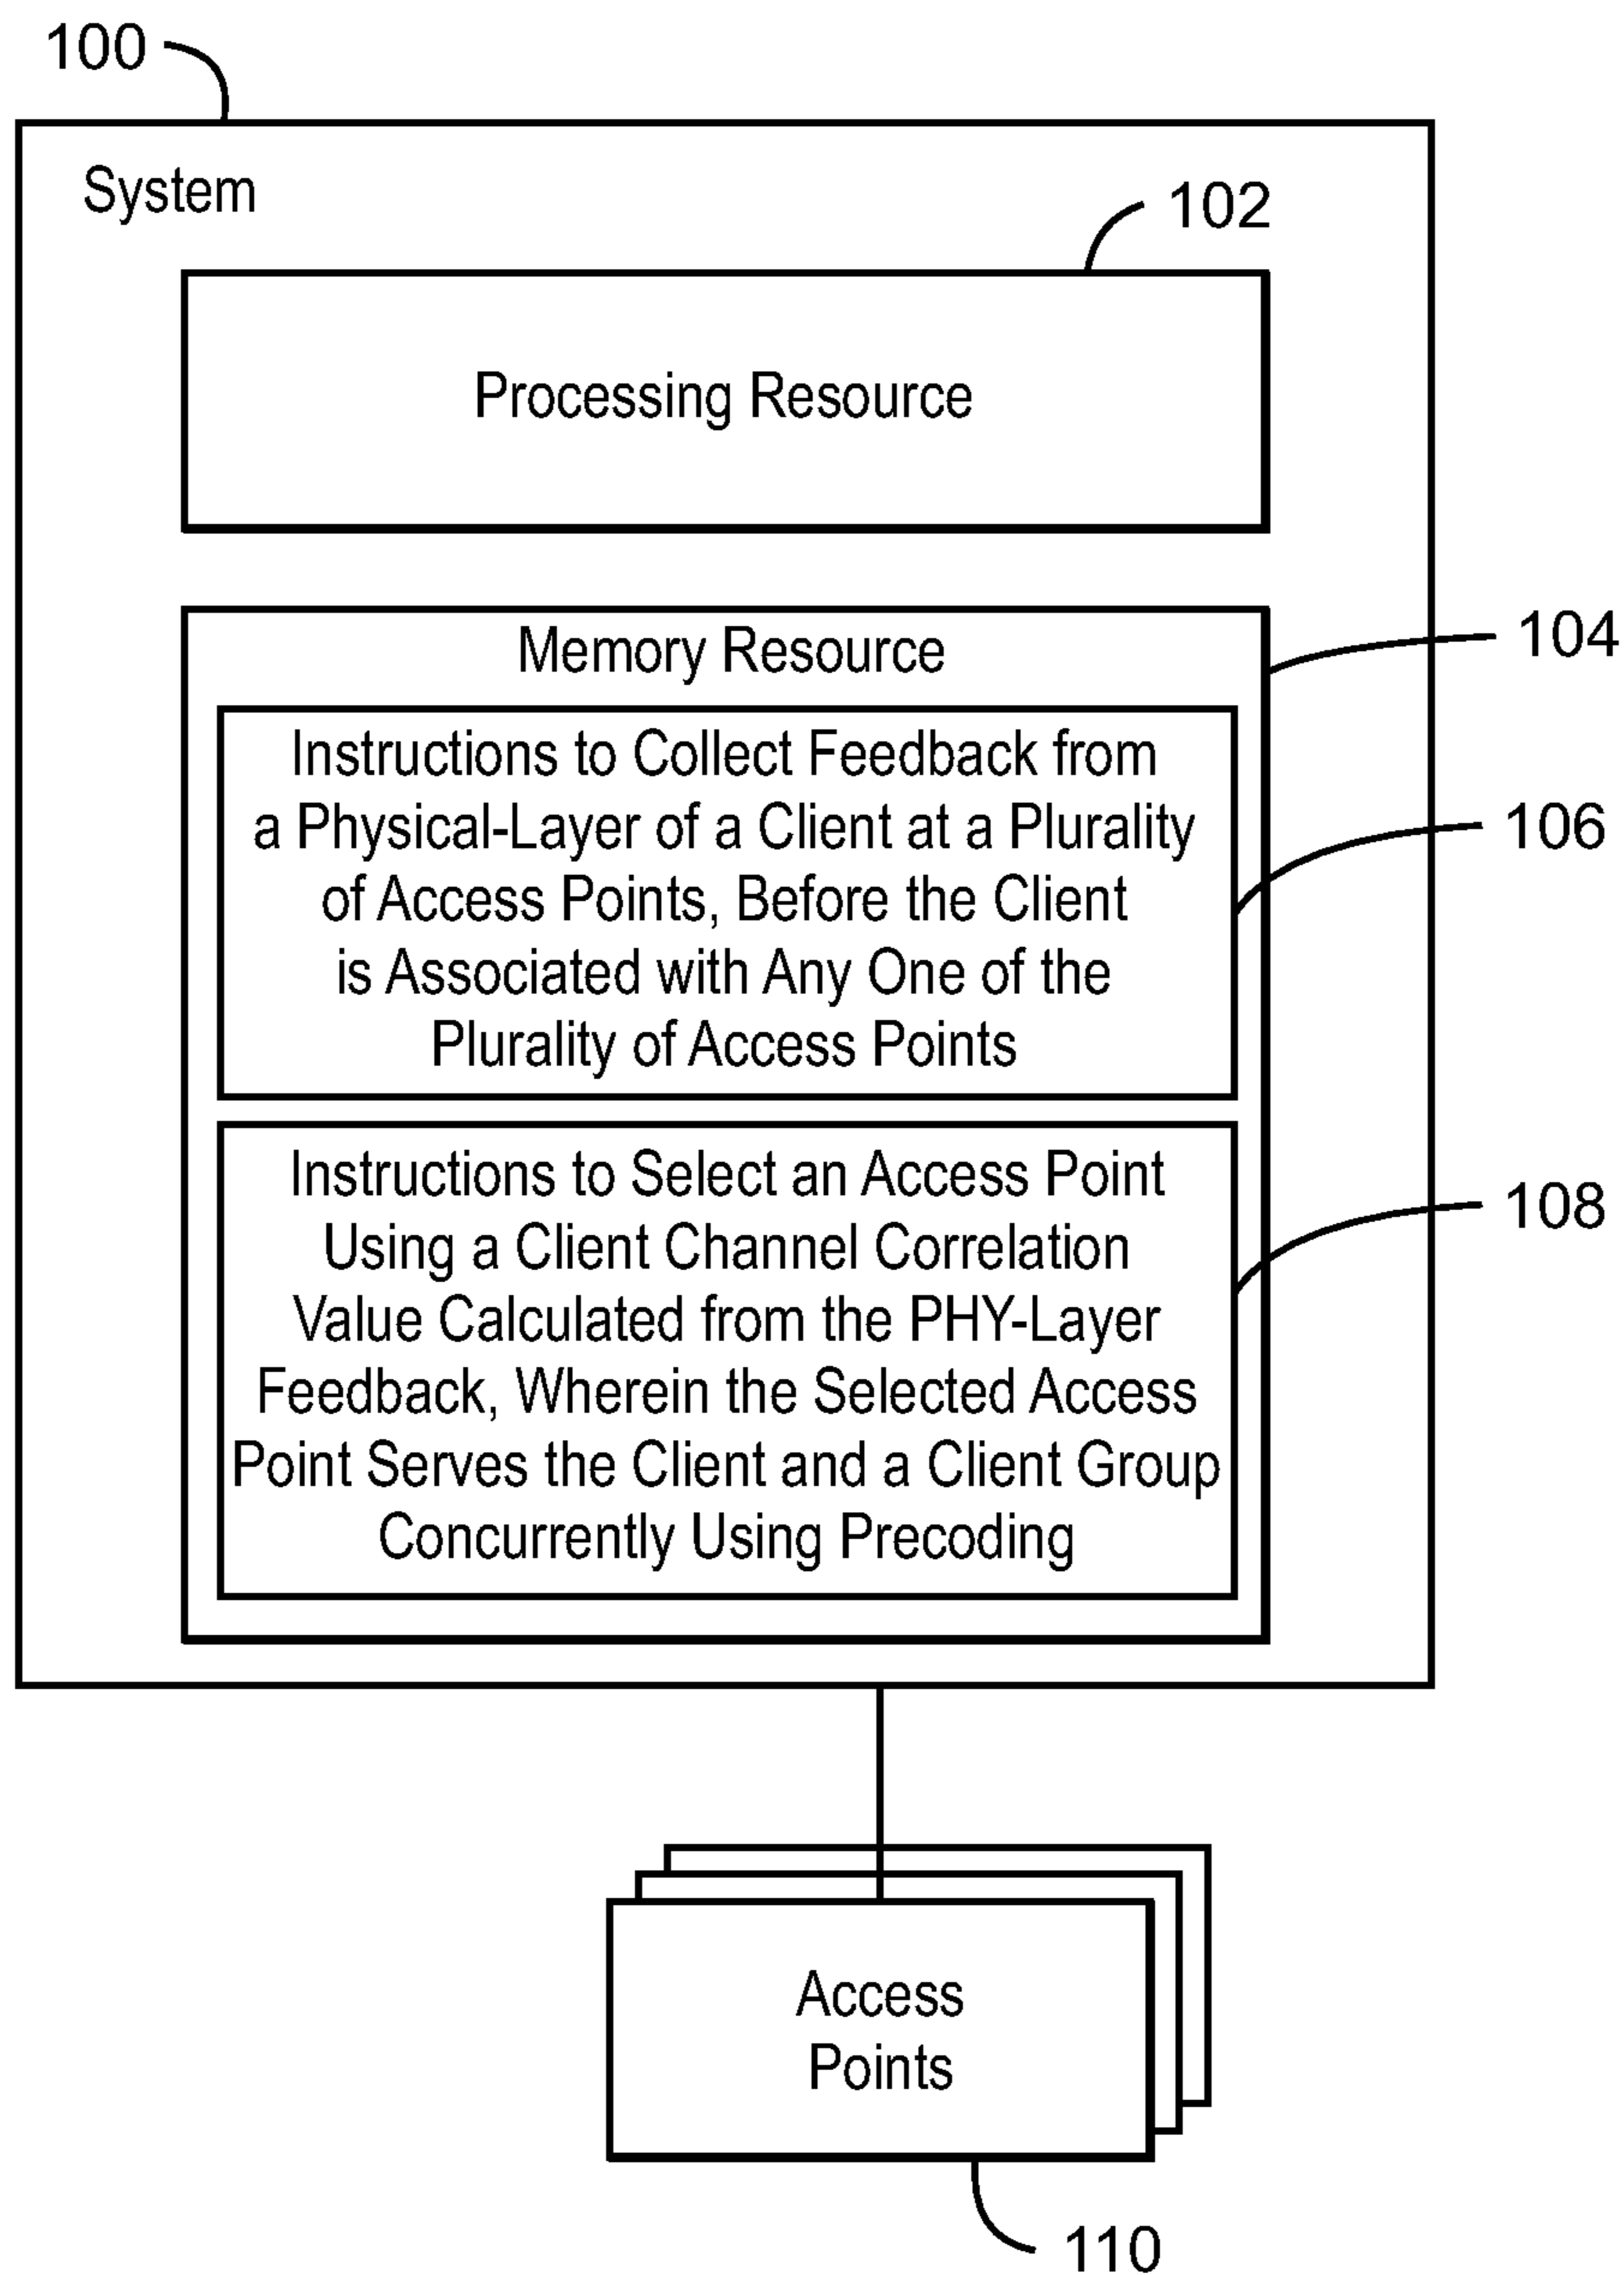 100
System
102
Processing Resource
104
Memory Resource
106
Instructions to Collect Feedback from
a Physical-Layer of a Client at a Plurality
of Access Points, Before the Client
is Associated with Any One of the
Plurality of Access Points
108
Instructions to Select an Access Point
Using a Client Channel Correlation
Value Calculated from the PHY-Layer
Feedback, Wherein the Selected Access
Point Serves the Client and a Client Group
Concurrently Using Precoding
Access
Points
110